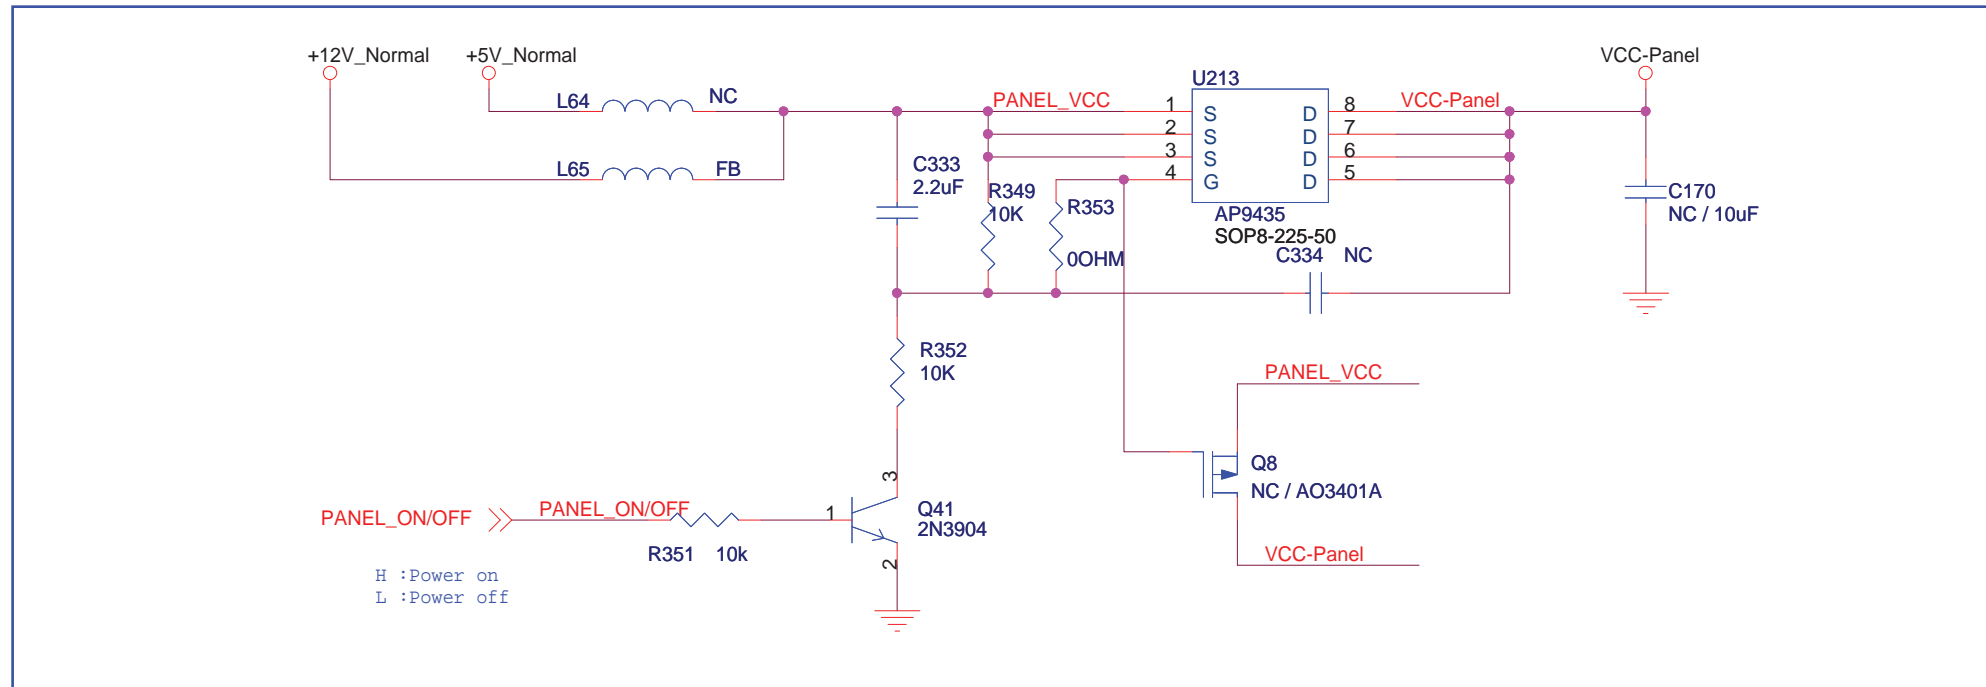 +12V_Normal
+5V_Normal
VCC-Panel
U213
L64
NC
PANEL_VCC
1
S
D
8
VCC-Panel
2
S
D
7
3
S
D
6
4
G
D
5
L65
FB
C333
2.2uF
R349
10K
R353
0OHM
AP9435
SOP8-225-50
C334 NC
C170
NC / 10uF
R352
10K
PANEL_VCC
Q8
NC / AO3401A
VCC-Panel
3
PANEL_ON/OFF
PANEL_ON/OFF
1
Q41
2N3904
R351 10k
2
H :Power on
L :Power off